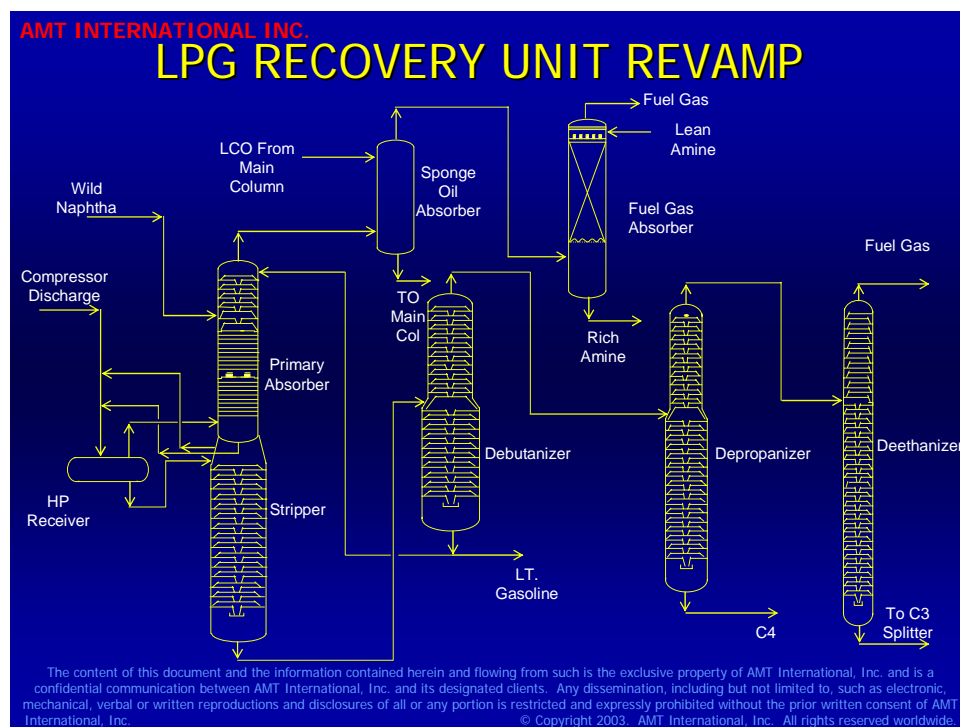 AMT INTERNATIONAL INC.
LPG RECOVERY UNIT REVAMP
Fuel Gas
Lean
Amine
LCO From
Main
Column
Sponge
Oil
Absorber
Wild
Naphtha
Fuel Gas
Absorber
Fuel Gas
Compressor
Discharge
TO
Main
Col
Rich
Amine
Primary
Absorber
Debutanizer
Depropanizer
Deethanizer
HP
Receiver
Stripper
LT.
Gasoline
C4
To C3
Splitter
The content of this document and the information contained herein and flowing from such is the exclusive property of AMT International, Inc. and is a
confidential communication between AMT International, Inc. and its designated clients. Any dissemination, including but not limited to, such as electronic,
mechanical, verbal or written reproductions and disclosures of all or any portion is restricted and expressly prohibited without the prior written consent of AMT
International, Inc. © Copyright 2003. AMT International, Inc. All rights reserved worldwide.